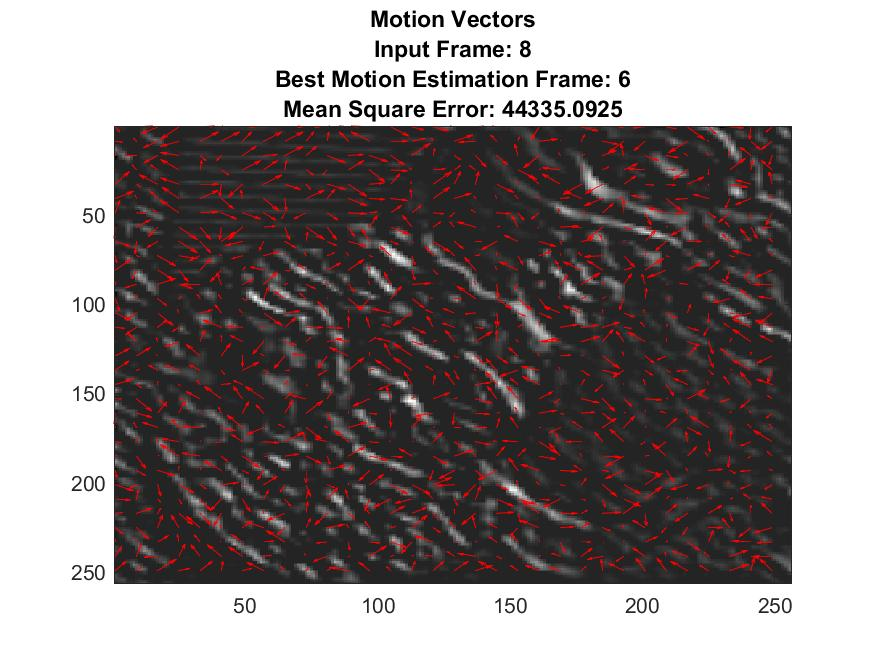 Motion Vectors
Input Frame: 8
Best Motion Estimation Frame: 6
Mean Square Error: 44335.0925
50
100
150
200
250
50 100 150 200 250